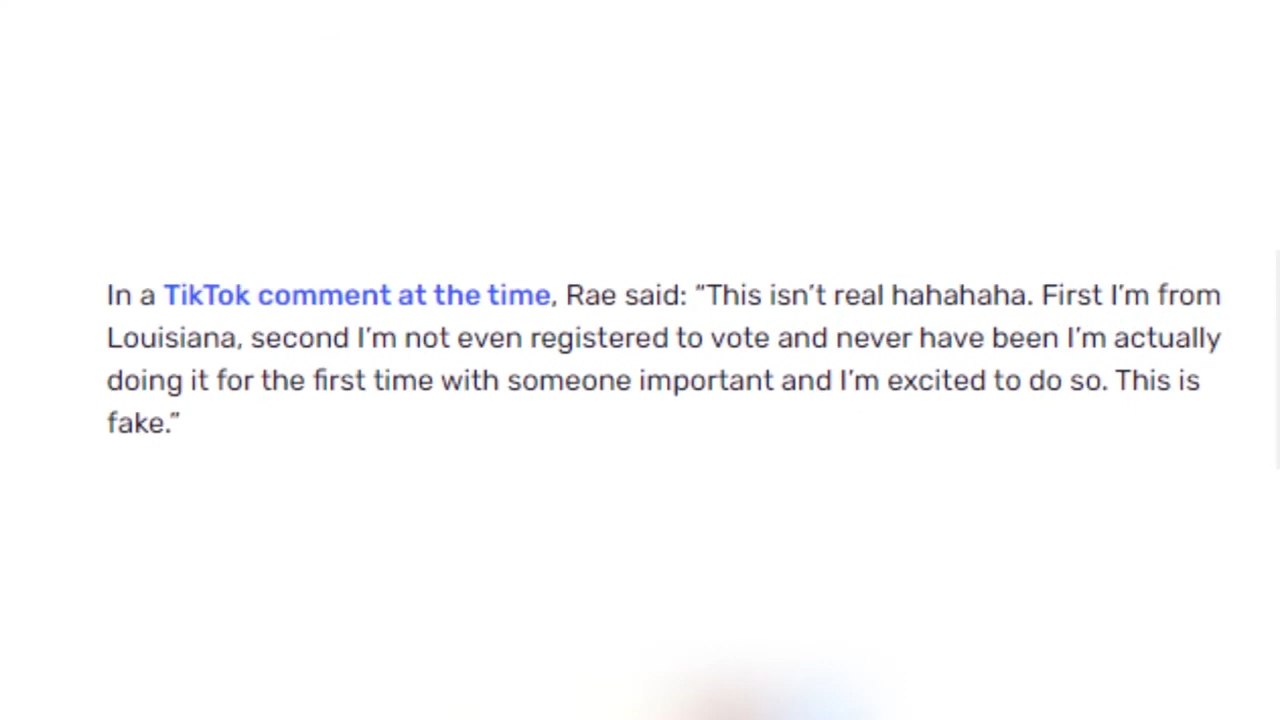 In a TikTok comment at the time, Rae said: “This isn’t real hahahaha. First I’m from
Louisiana, second I’m not even registered to vote and never have been I’m actually
doing it for the first time with someone important and I’m excited to do so. This is
fake.”